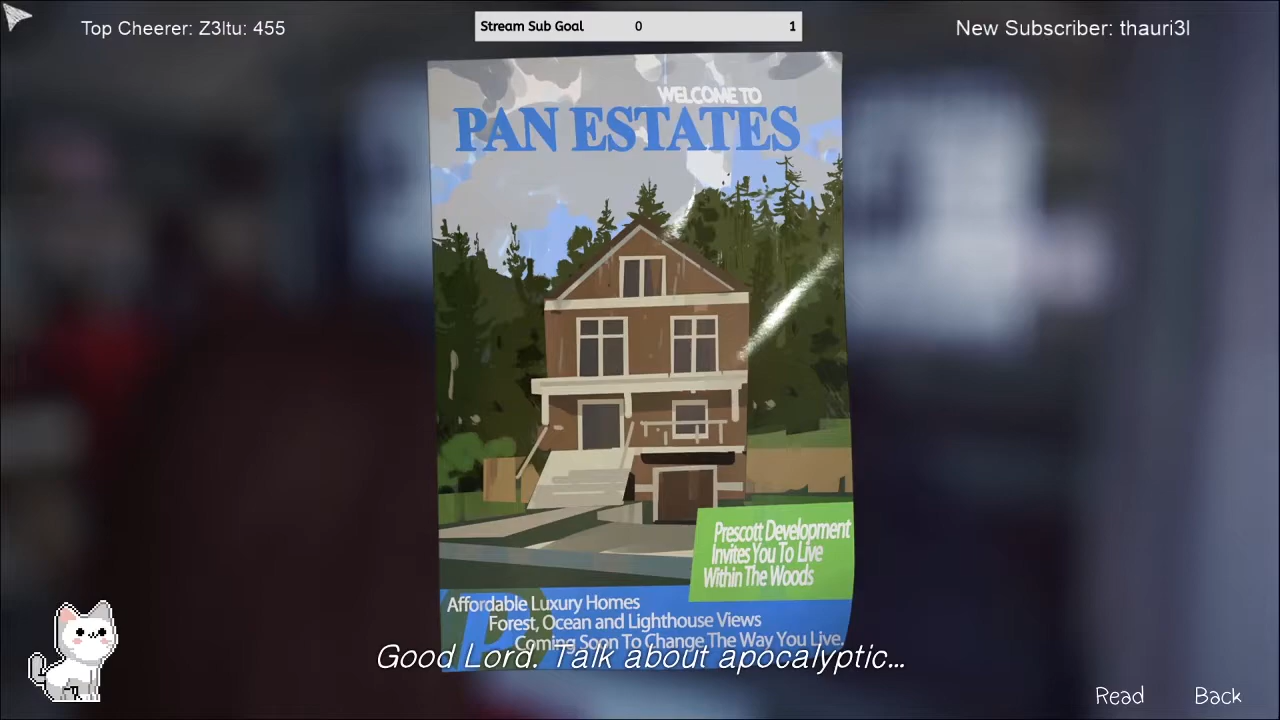 Top Cheerer: Z3ltu: 455
Stream Sub Goal 0 1
New Subscriber: thauri3l
WELCOME TO
PAN ESTATES
Prescott Development
Invites You To Live
Within The Woods
Affordable Luxury Homes
Forest, Ocean and Lighthouse Views
Coming Soon To Change The Way You Live.
Good Lord. Talk about apocalyptic...
Read Back